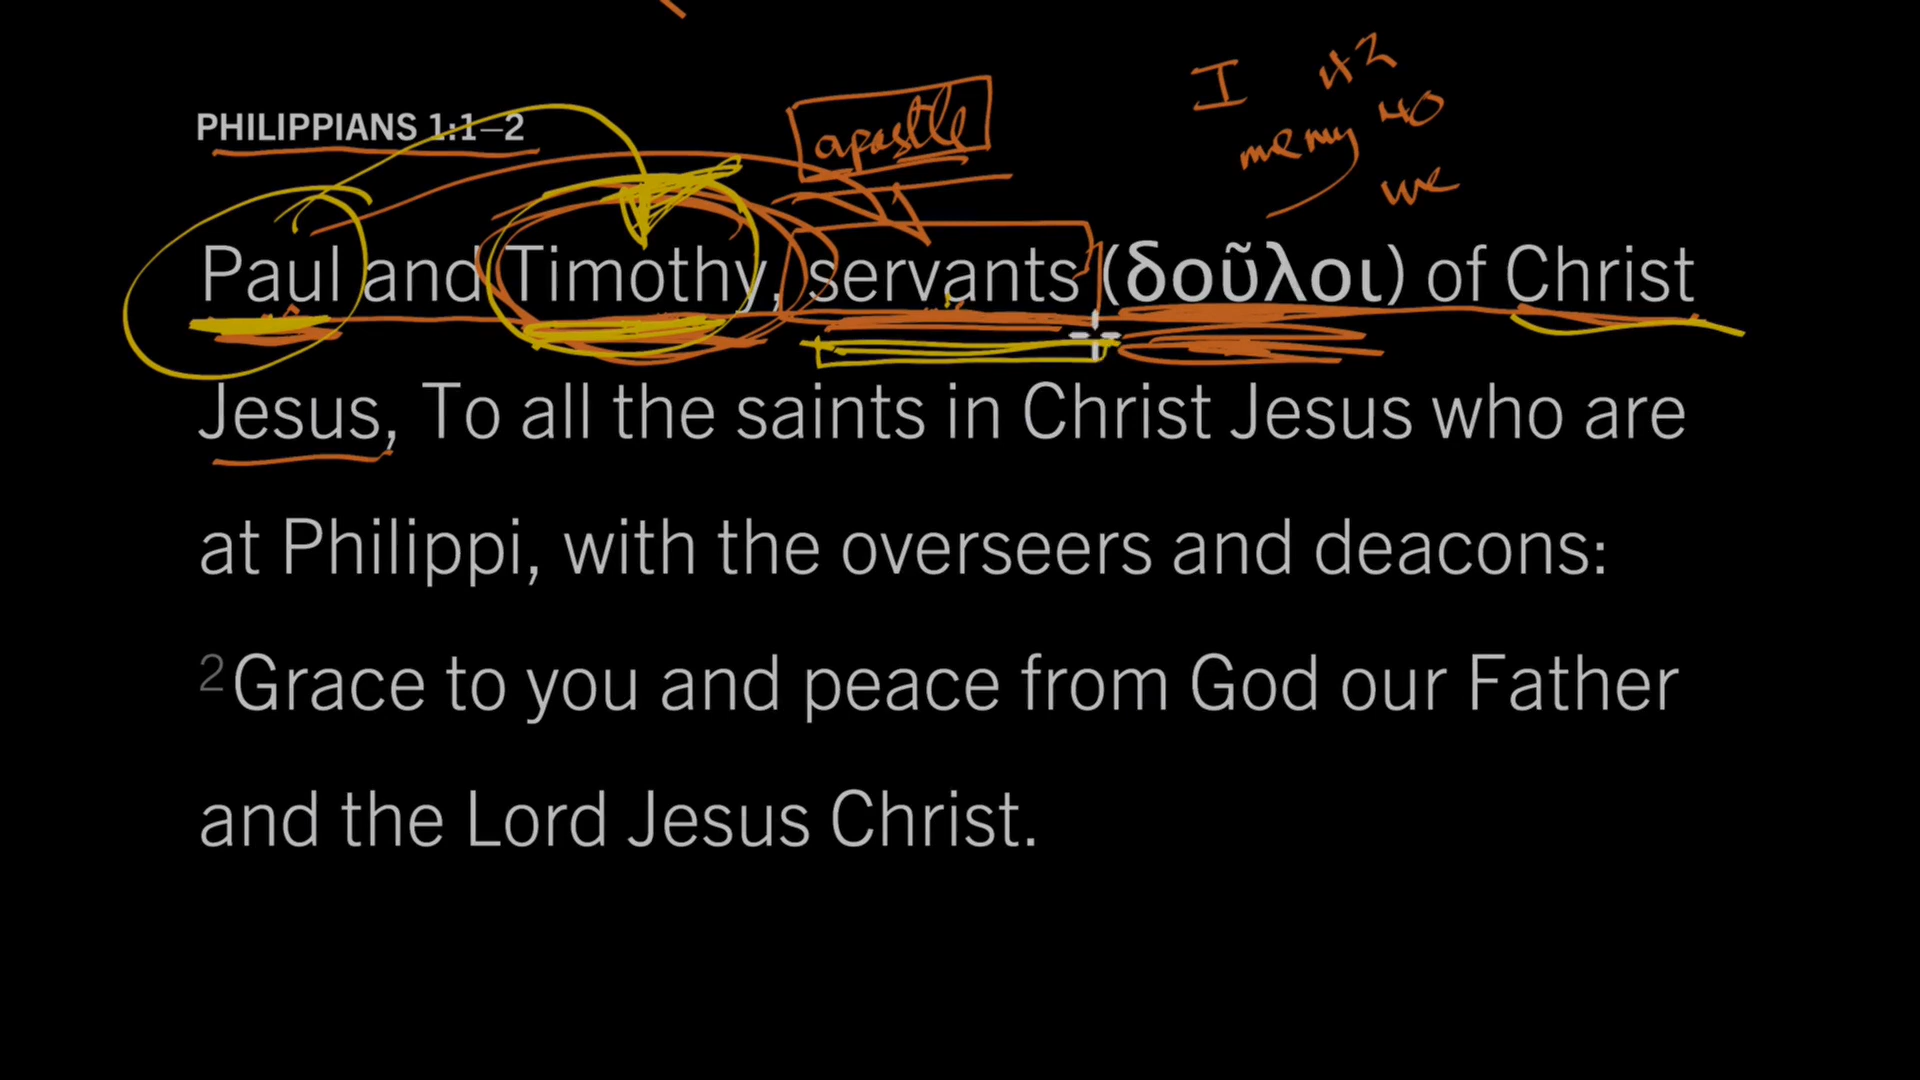 I 42
me my 40
we
apostle
PHILIPPIANS 1:1–2
Paul and Timothy, servants (δοῦλοι) of Christ
Jesus, To all the saints in Christ Jesus who are
at Philippi, with the overseers and deacons:
2Grace to you and peace from God our Father
and the Lord Jesus Christ.